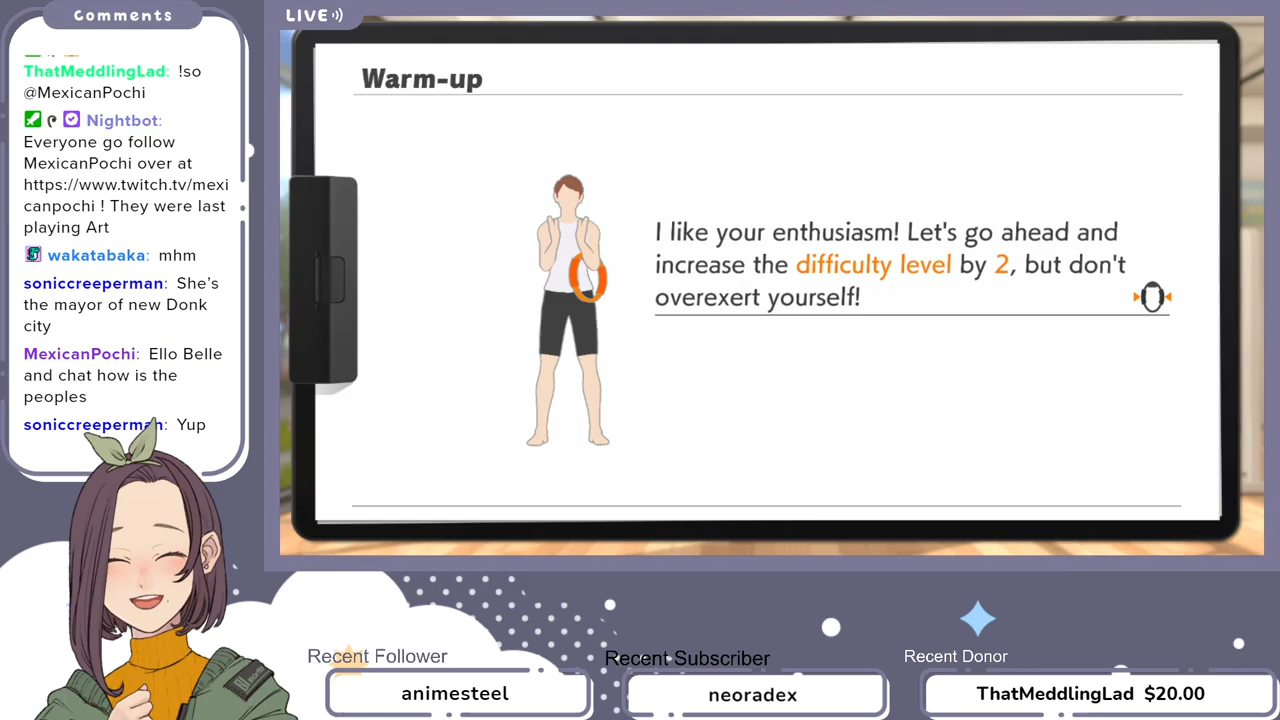 Comments
LIVE
ThatMeddlingLad: !so
@MexicanPochi
Nightbot:
Everyone go follow
MexicanPochi over at
https://www.twitch.tv/mexi
canpochi ! They were last
playing Art
wakatabaka: mhm
soniccreeperman: She's
the mayor of new Donk
city
MexicanPochi: Ello Belle
and chat how is the
peoples
soniccreeperman: Yup
Warm-up
I like your enthusiasm! Let's go ahead and
increase the difficulty level by 2, but don't
overexert yourself!
Recent Follower
animesteel
Recent Subscriber
neoradex
Recent Donor
ThatMeddlingLad $20.00